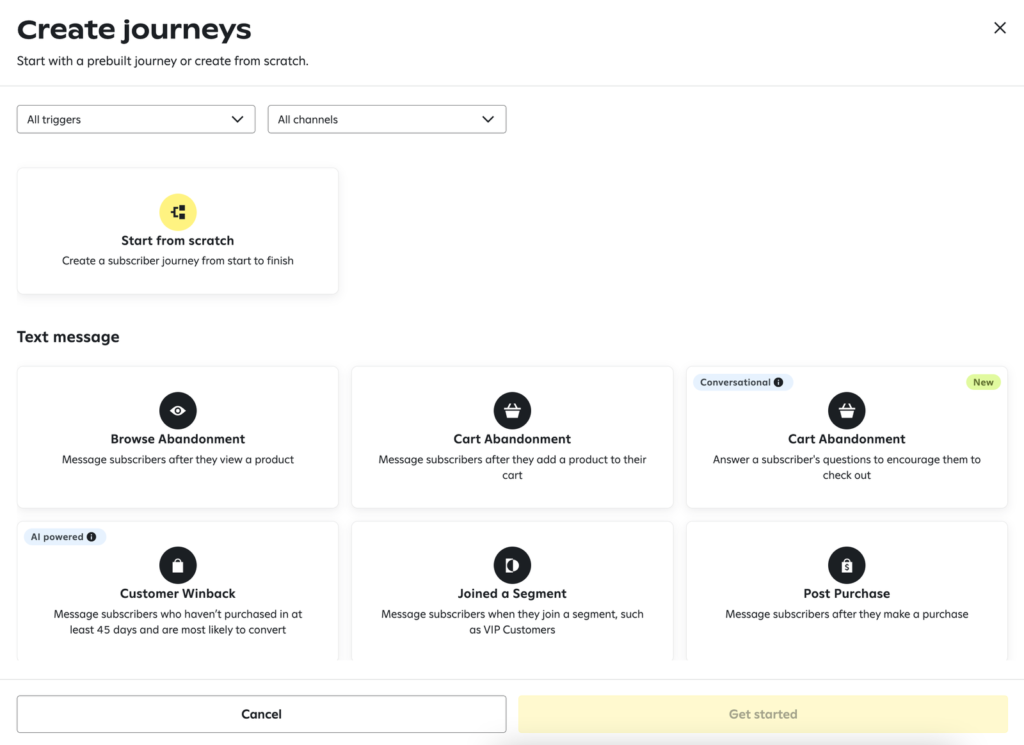 Create journeys
Start with a prebuilt journey or create from scratch.
All triggers
All channels
Start from scratch
Create a subscriber journey from start to finish
Text message
Browse Abandonment
Message subscribers after they view a product
Cart Abandonment
Message subscribers after they add a product to their
cart
Conversational
New
Cart Abandonment
Answer a subscriber's questions to encourage them to
check out
AI powered
Customer Winback
Message subscribers who haven’t purchased in at
least 45 days and are most likely to convert
Joined a Segment
Message subscribers when they join a segment, such
as VIP Customers
Post Purchase
Message subscribers after they make a purchase
Cancel
Get started